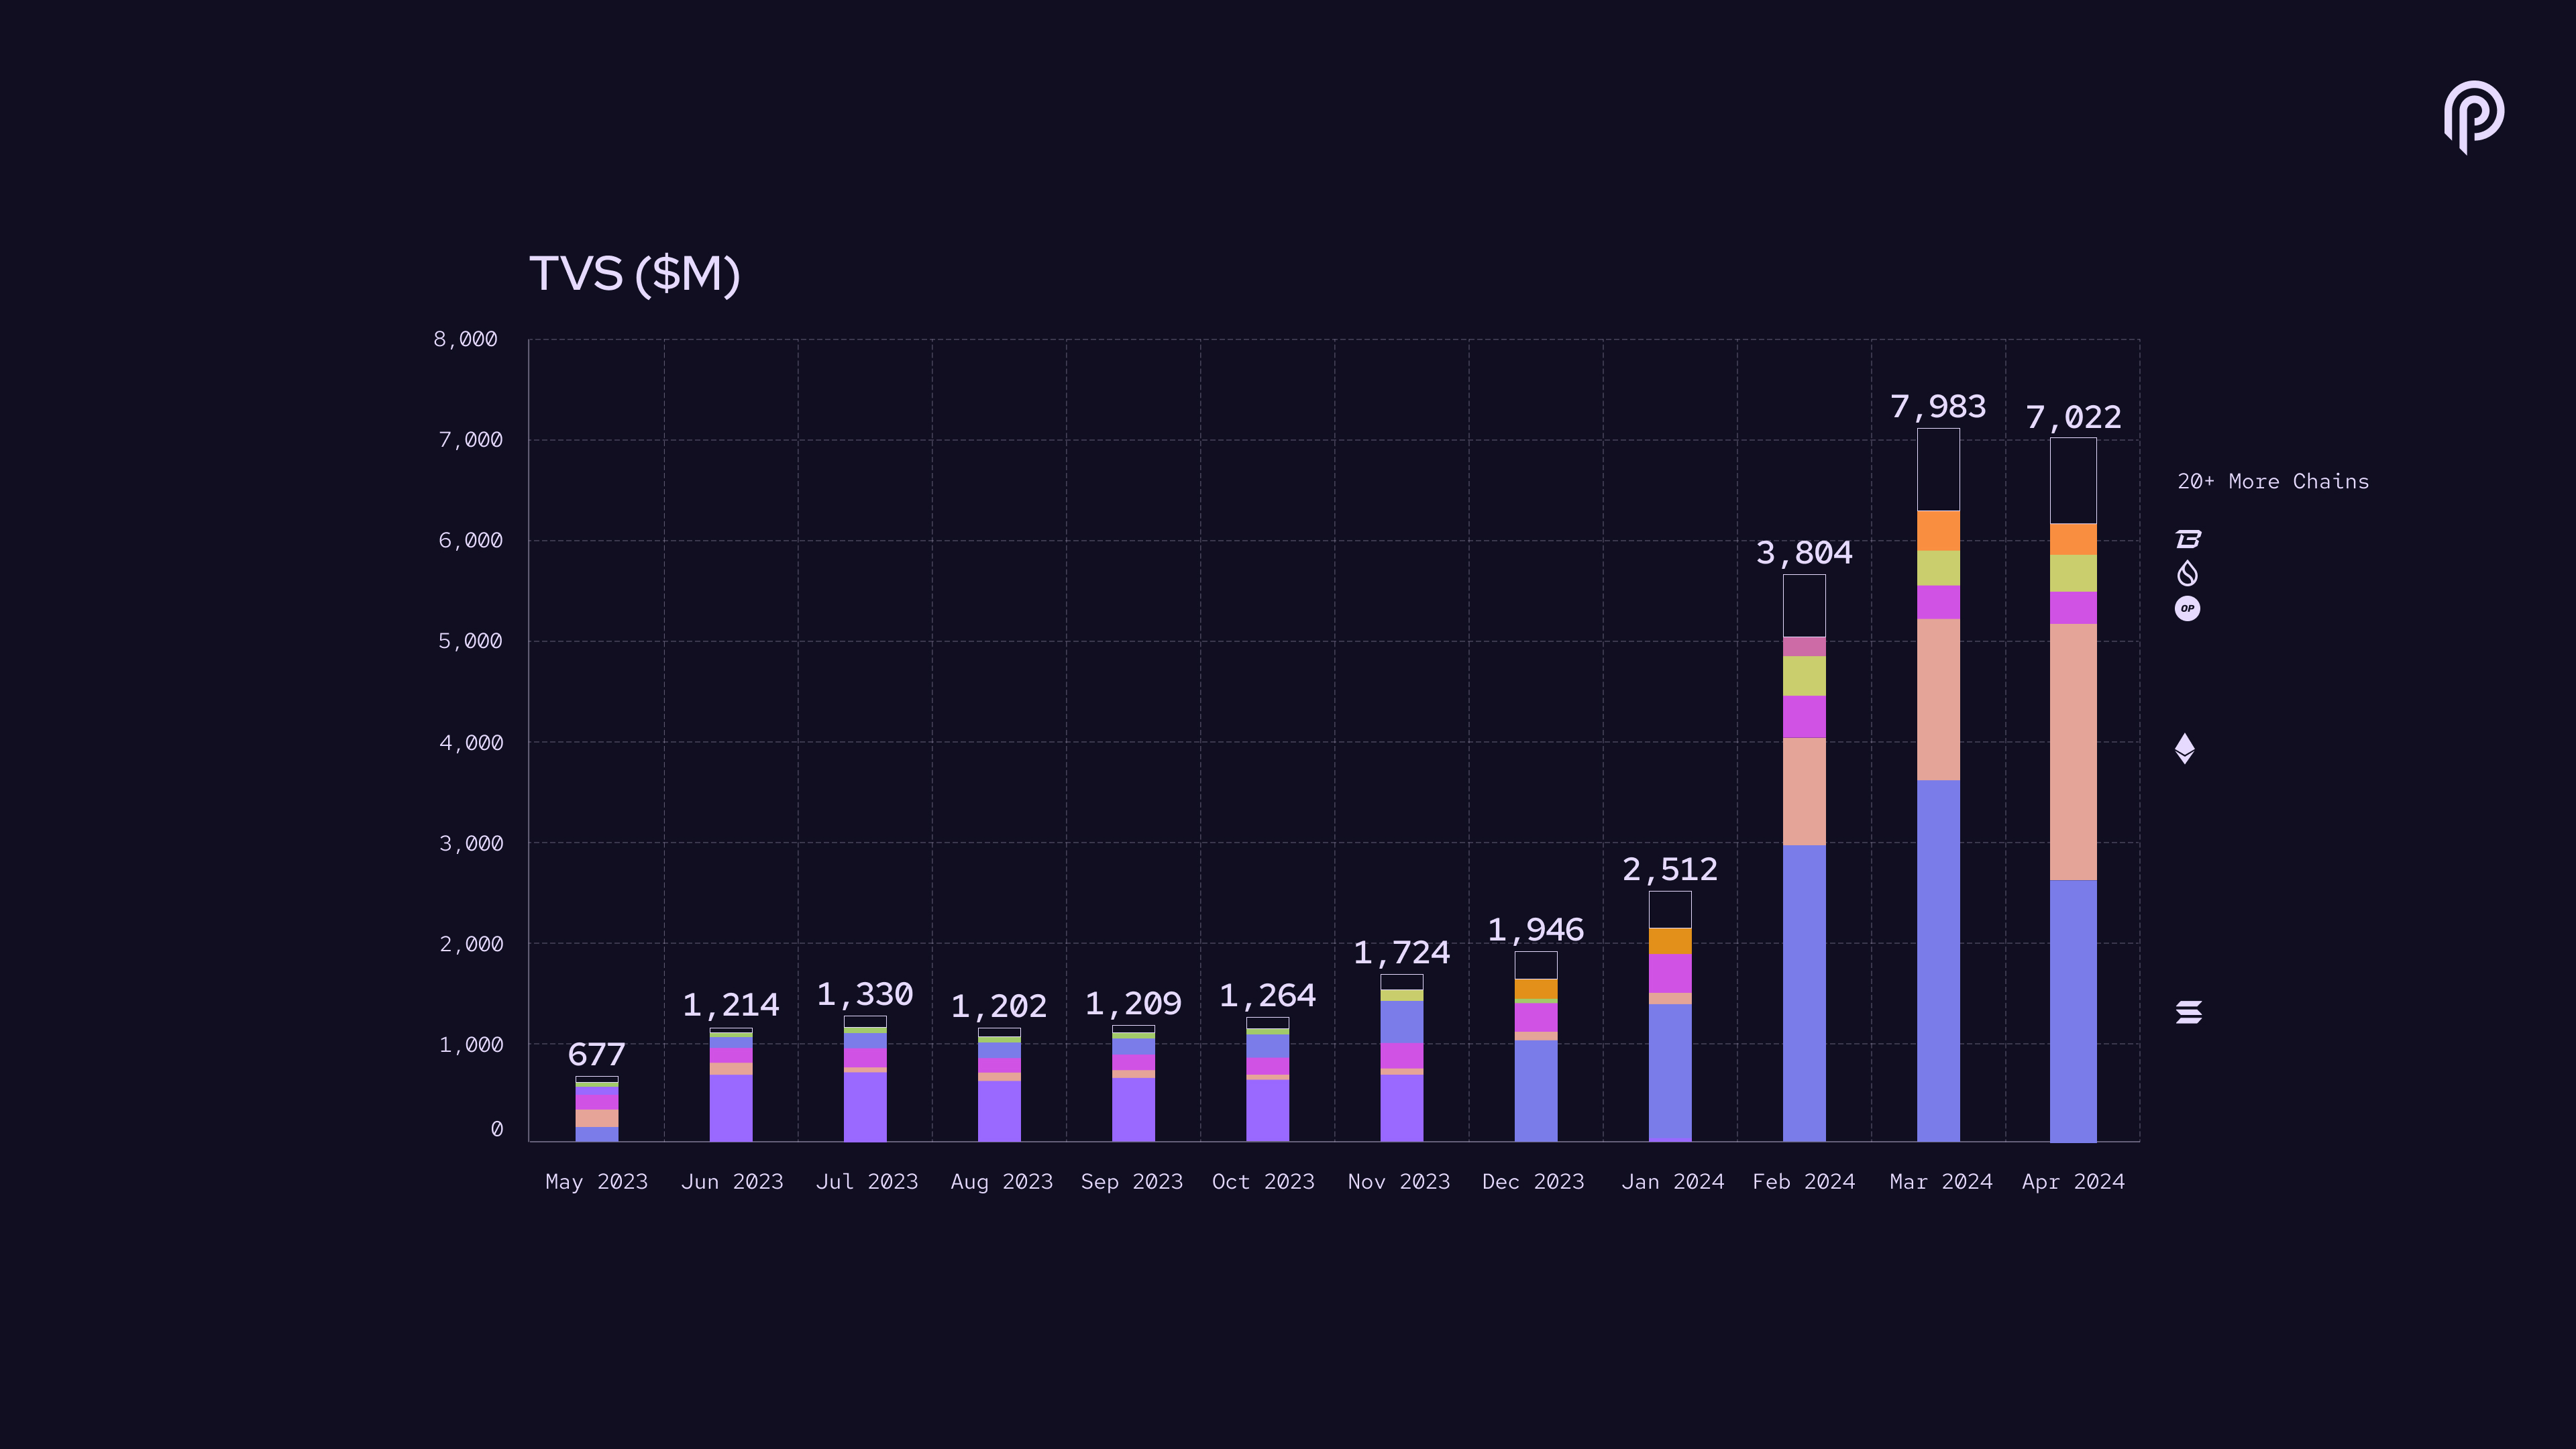 TVS ($M)
8,000
7,000
6,000
5,000
4,000
3,000
2,000
1,000
0
677
1,214
1,330
1,202
1,209
1,264
1,724
1,946
2,512
3,804
7,983
7,022
20+ More Chains
OP
May 2023
Jun 2023
Jul 2023
Aug 2023
Sep 2023
Oct 2023
Nov 2023
Dec 2023
Jan 2024
Feb 2024
Mar 2024
Apr 2024